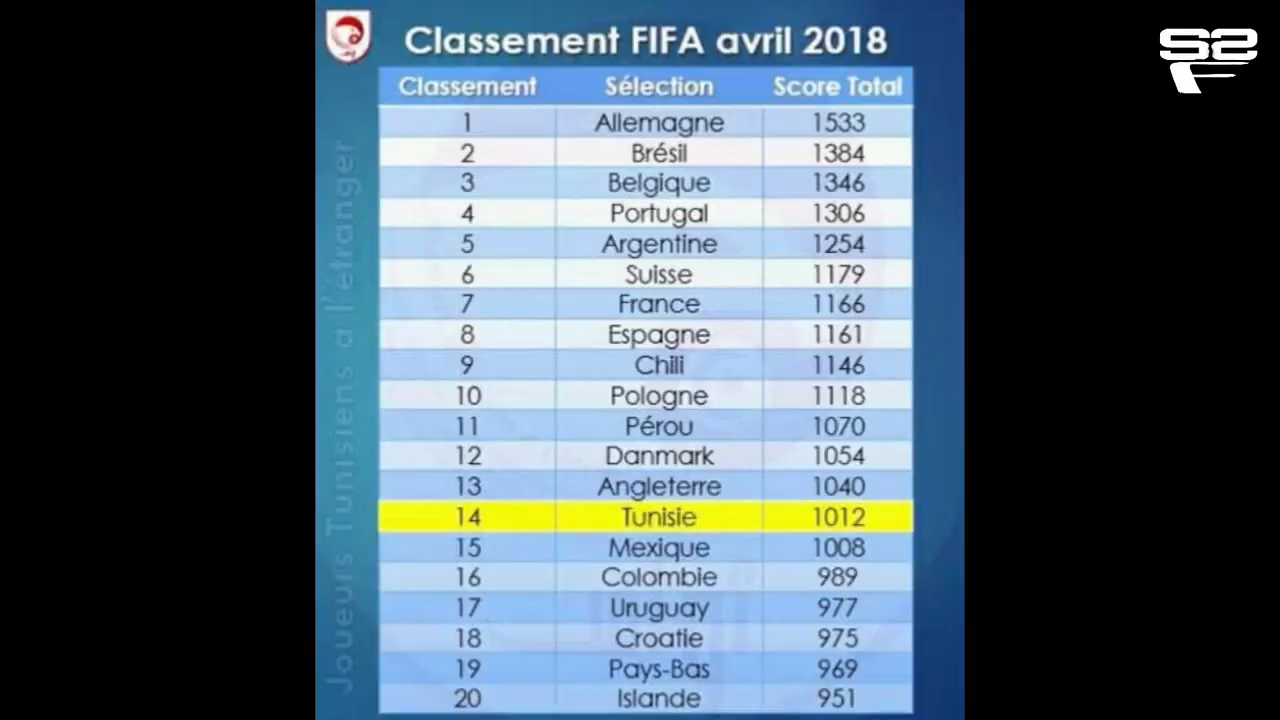 Classement FIFA avril 2018
S2F
Classement Sélection Score Total
1 Allemagne 1533
2 Brésil 1384
3 Belgique 1346
4 Portugal 1306
5 Argentine 1254
6 Suisse 1179
7 France 1166
8 Espagne 1161
9 Chili 1146
10 Pologne 1118
11 Pérou 1070
12 Danmark 1054
13 Angleterre 1040
14 Tunisie 1012
15 Mexique 1008
16 Colombie 989
17 Uruguay 977
18 Croatie 975
19 Pays-Bas 969
20 Islande 951
Joueurs Tunisiens a l'étranger